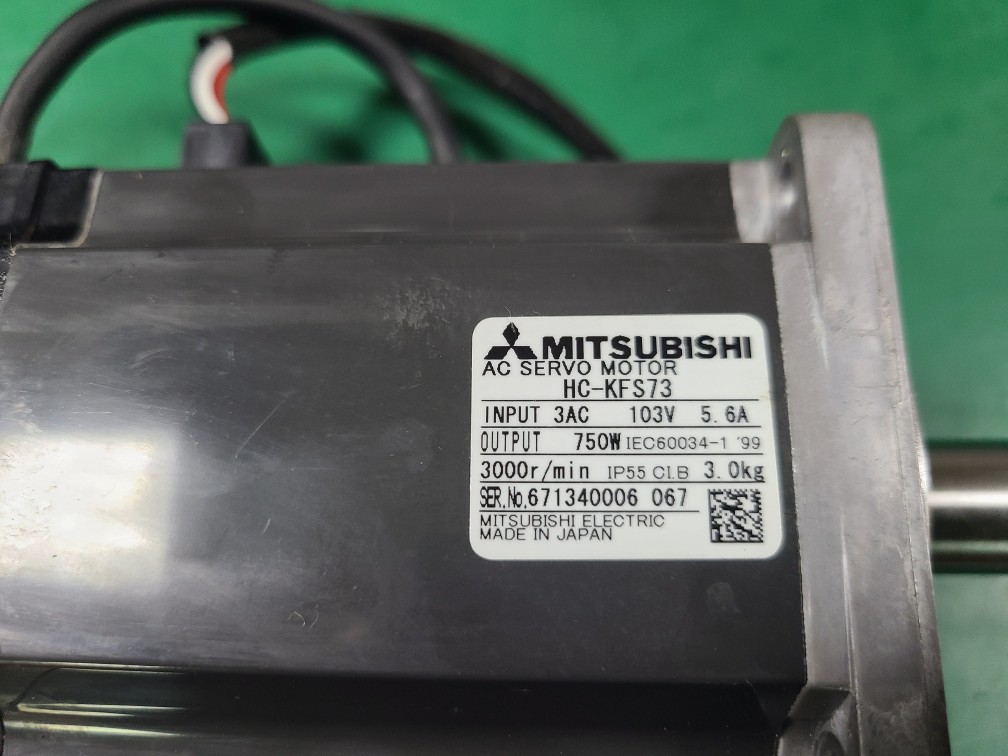 MITSUBISHI
AC SERVO MOTOR
HC-KFS73
INPUT 3AC 103V 5.6A
OUTPUT 750W IEC60034-1 '99
3000r/min IP55 CI.B 3.0kg
SER.No.671340006 067
MITSUBISHI ELECTRIC
MADE IN JAPAN